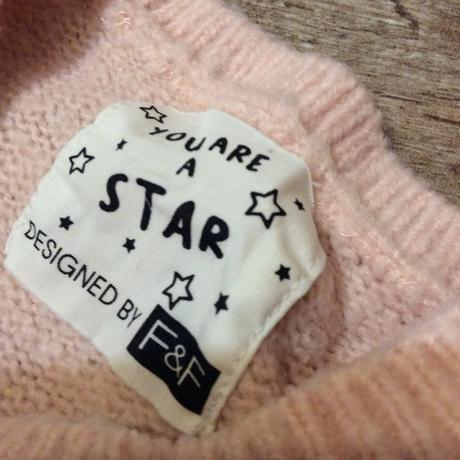 YOU ARE
A
STAR
DESIGNED BY F&F